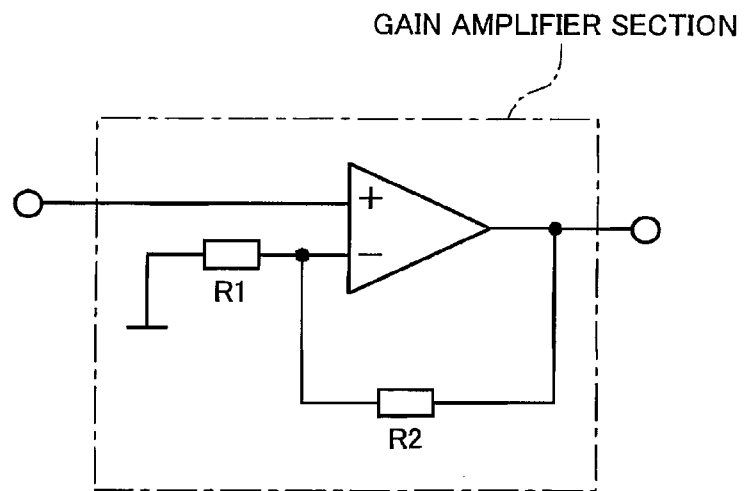 GAIN AMPLIFIER SECTION
+
−
R1
R2